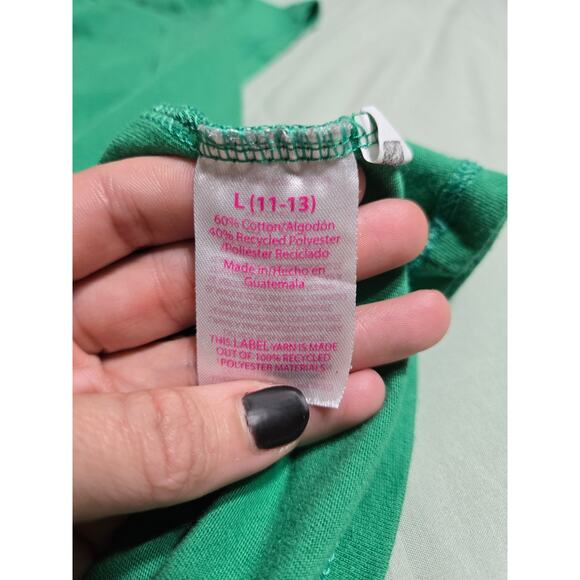 L (11-13)
60% Cotton/Algodón
40% Recycled Polyester
/Poliéster Reciclado
Made in/Hecho en
Guatemala
THIS LABEL YARN IS MADE
OUT OF 100% RECYCLED
POLYESTER MATERIALS